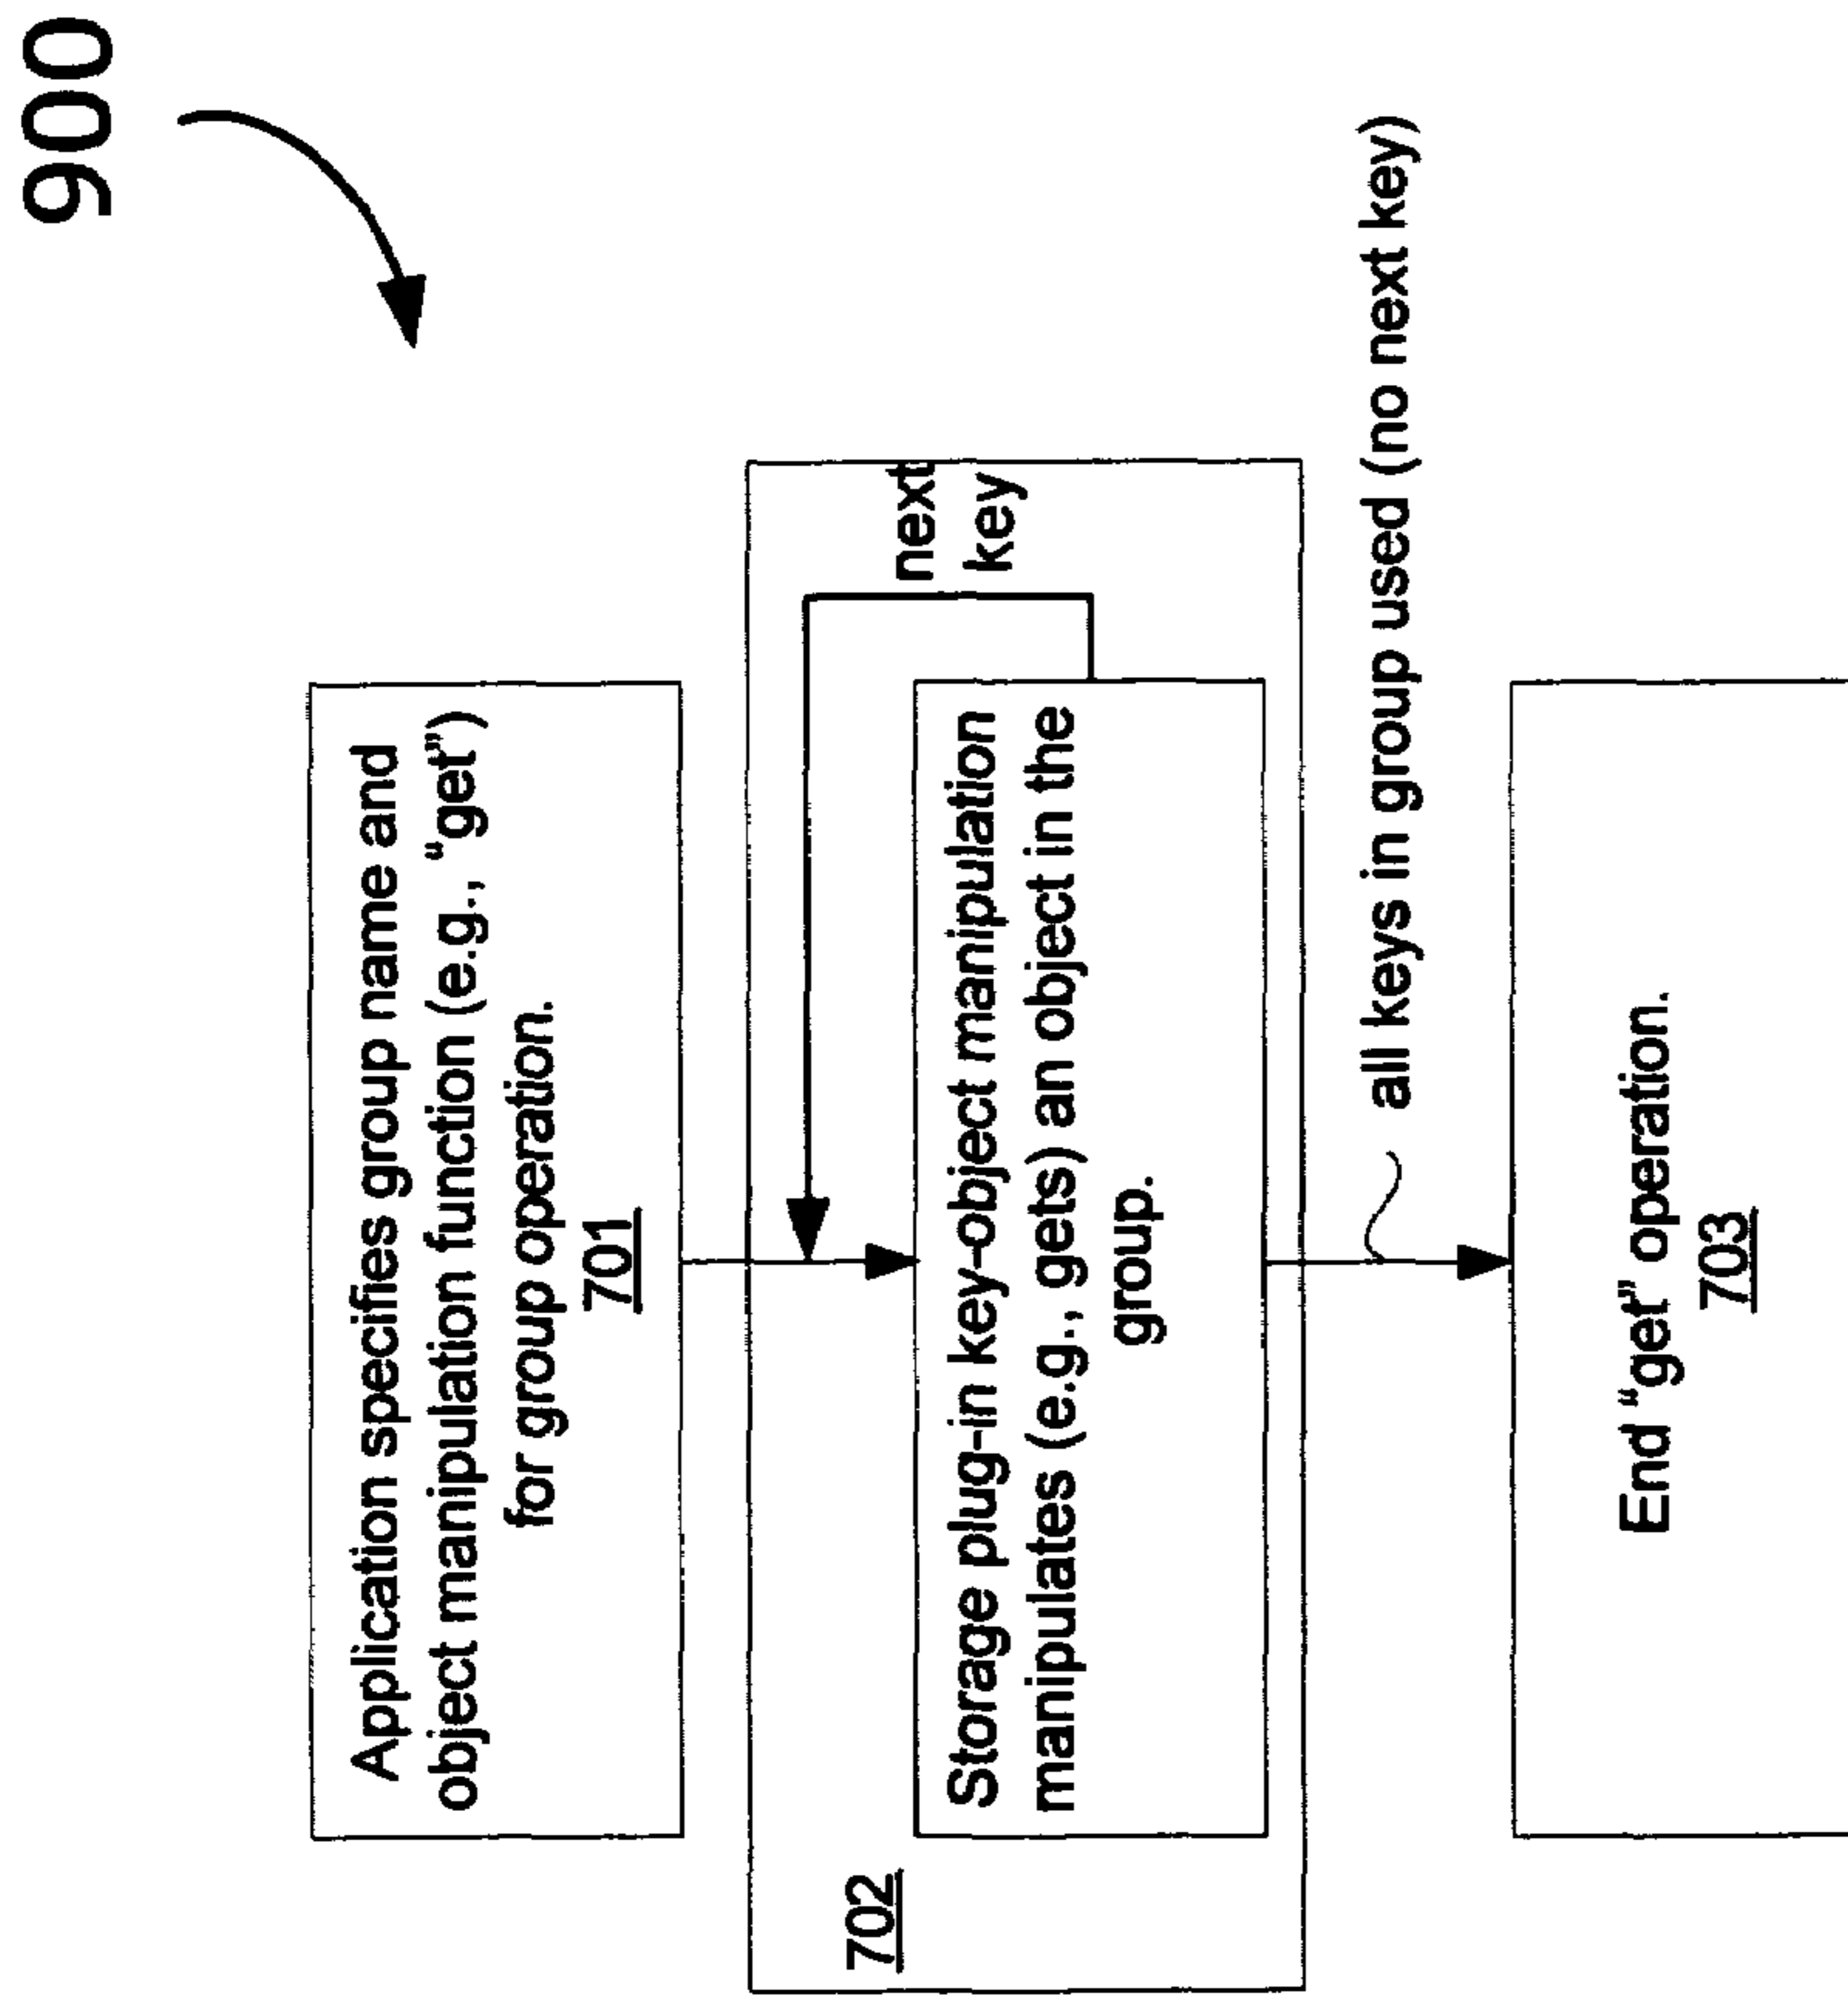 900
Application specifies group name and
object manipulation function (e.g., "get")
for group operation.
701
702
next
key
Storage plug-in key-object manipulation
manipulates (e.g., gets) an object in the
group.
all keys in group used (no next key)
End "get" operation.
703